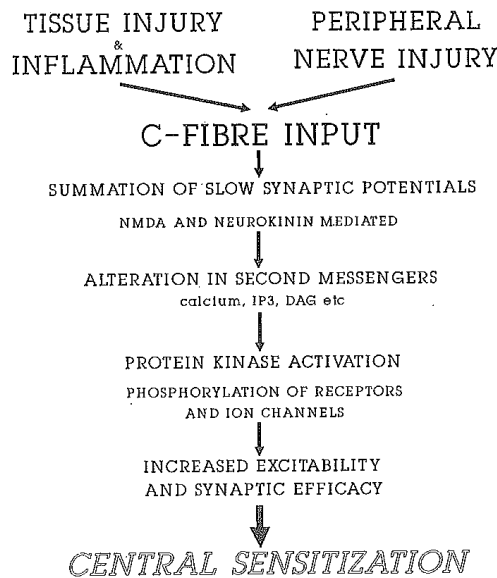 TISSUE INJURY
&
INFLAMMATION
PERIPHERAL
NERVE INJURY
C-FIBRE INPUT
SUMMATION OF SLOW SYNAPTIC POTENTIALS
NMDA AND NEUROKININ MEDIATED
ALTERATION IN SECOND MESSENGERS
calcium, IP3, DAG etc
PROTEIN KINASE ACTIVATION
PHOSPHORYLATION OF RECEPTORS
AND ION CHANNELS
INCREASED EXCITABILITY
AND SYNAPTIC EFFICACY
CENTRAL SENSITIZATION